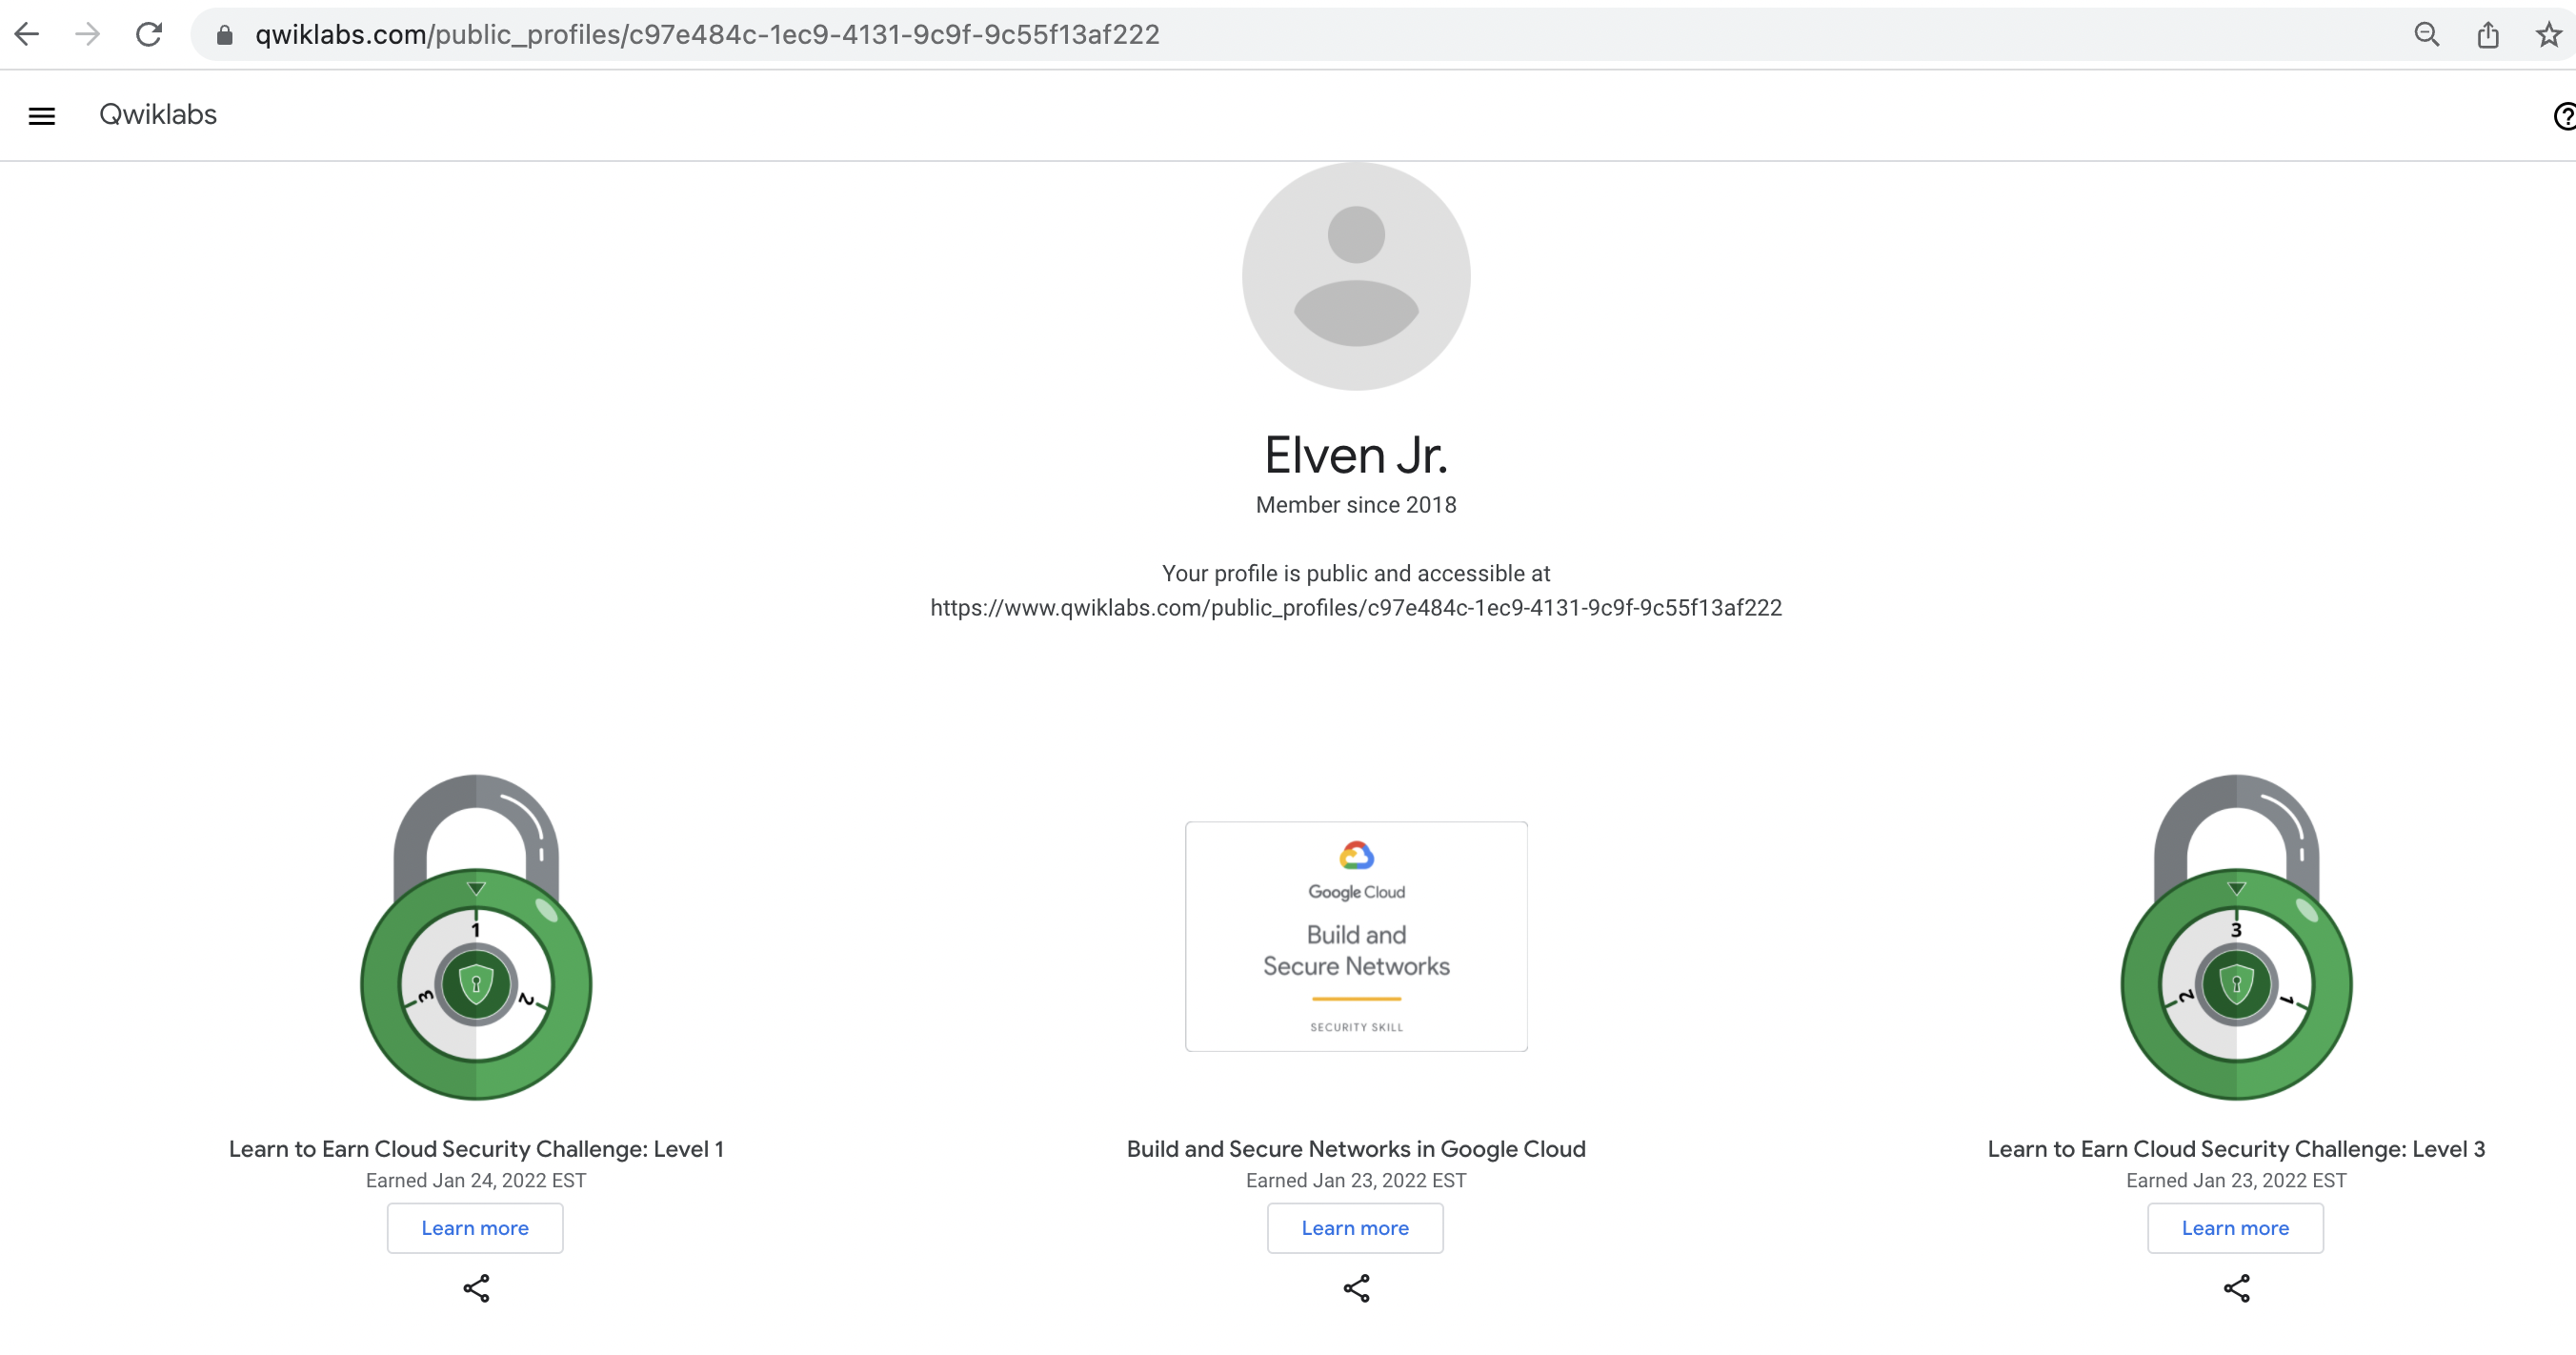 qwiklabs.com/public_profiles/c97e484c-1ec9-4131-9c9f-9c55f13af222
Qwiklabs
Elven Jr.
Member since 2018
Your profile is public and accessible at
https://www.qwiklabs.com/public_profiles/c97e484c-1ec9-4131-9c9f-9c55f13af222
1
3 2
Learn to Earn Cloud Security Challenge: Level 1
Earned Jan 24, 2022 EST
Learn more
Google Cloud
Build and
Secure Networks
SECURITY SKILL
Build and Secure Networks in Google Cloud
Earned Jan 23, 2022 EST
Learn more
3
2 1
Learn to Earn Cloud Security Challenge: Level 3
Earned Jan 23, 2022 EST
Learn more